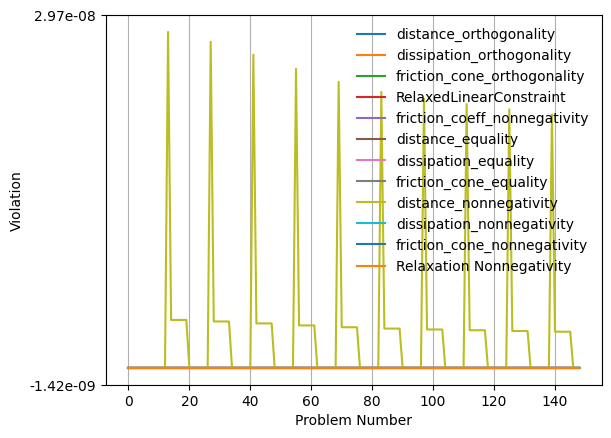 2.97e-08
distance_orthogonality
dissipation_orthogonality
friction_cone_orthogonality
RelaxedLinearConstraint
friction_coeff_nonnegativity
distance_equality
dissipation_equality
friction_cone_equality
distance_nonnegativity
dissipation_nonnegativity
friction_cone_nonnegativity
Relaxation Nonnegativity
Violation
-1.42e-09
0 20 40 60 80 100 120 140
Problem Number